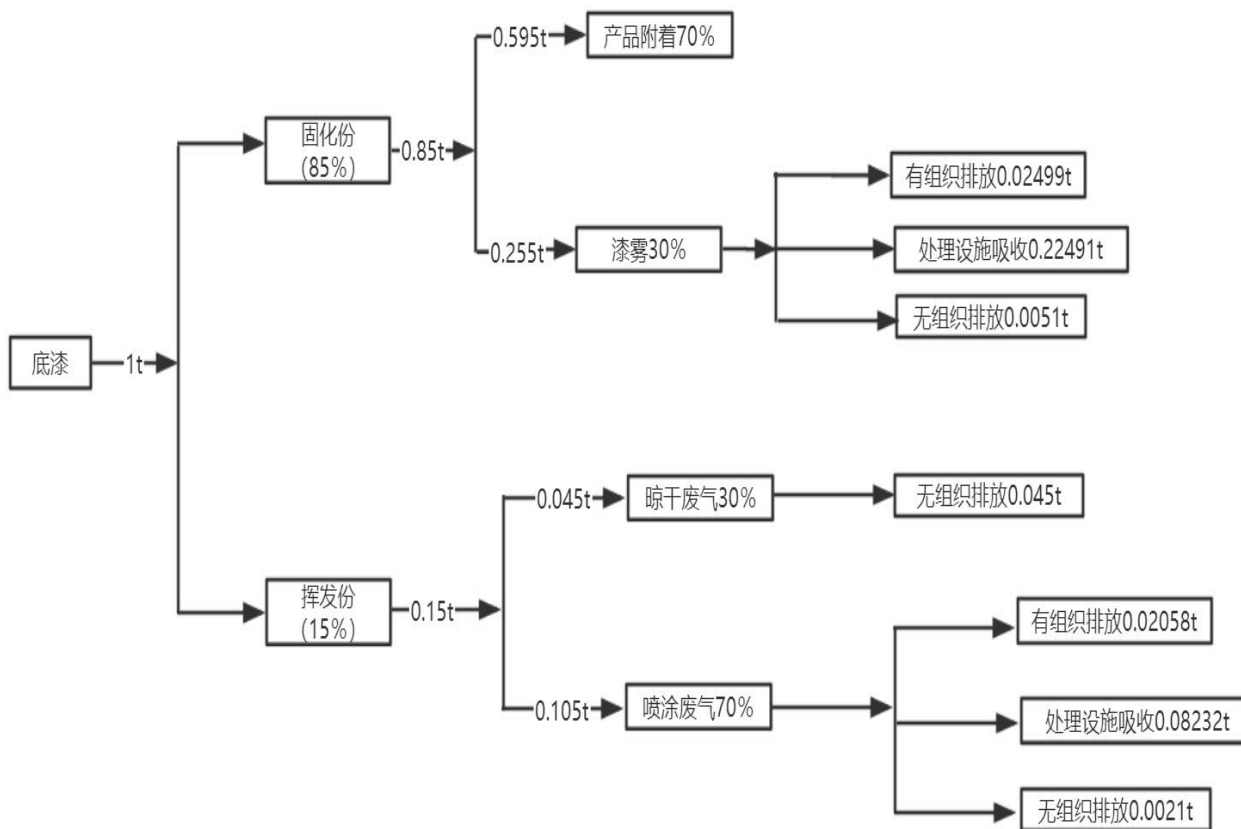 底漆
1t
固化份
(85%)
0.85t
0.595t
产品附着70%
0.255t
漆雾30%
有组织排放0.02499t
处理设施吸收0.22491t
无组织排放0.0051t
挥发份
(15%)
0.15t
0.045t
晾干废气30%
无组织排放0.045t
0.105t
喷涂废气70%
有组织排放0.02058t
处理设施吸收0.08232t
无组织排放0.0021t